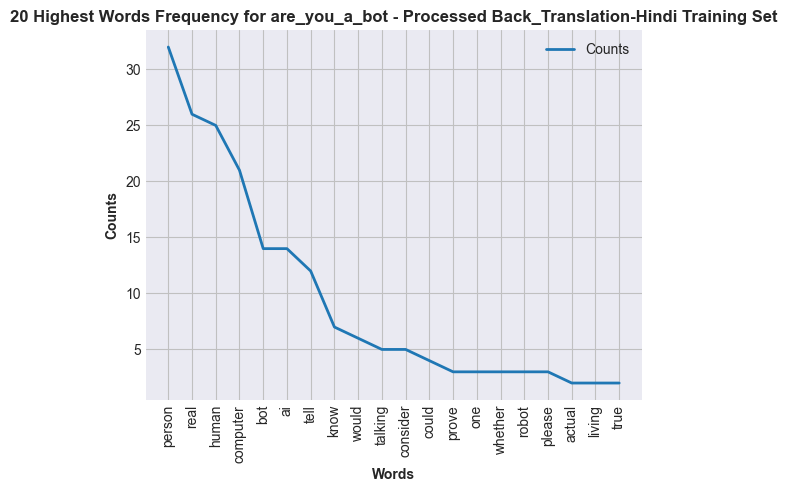 20 Highest Words Frequency for are_you_a_bot - Processed Back_Translation-Hindi Training Set
Counts
30
25
20
15
10
5
Counts
person
real
human
computer
bot
ai
tell
know
would
talking
consider
could
prove
one
whether
robot
please
actual
living
true
Words